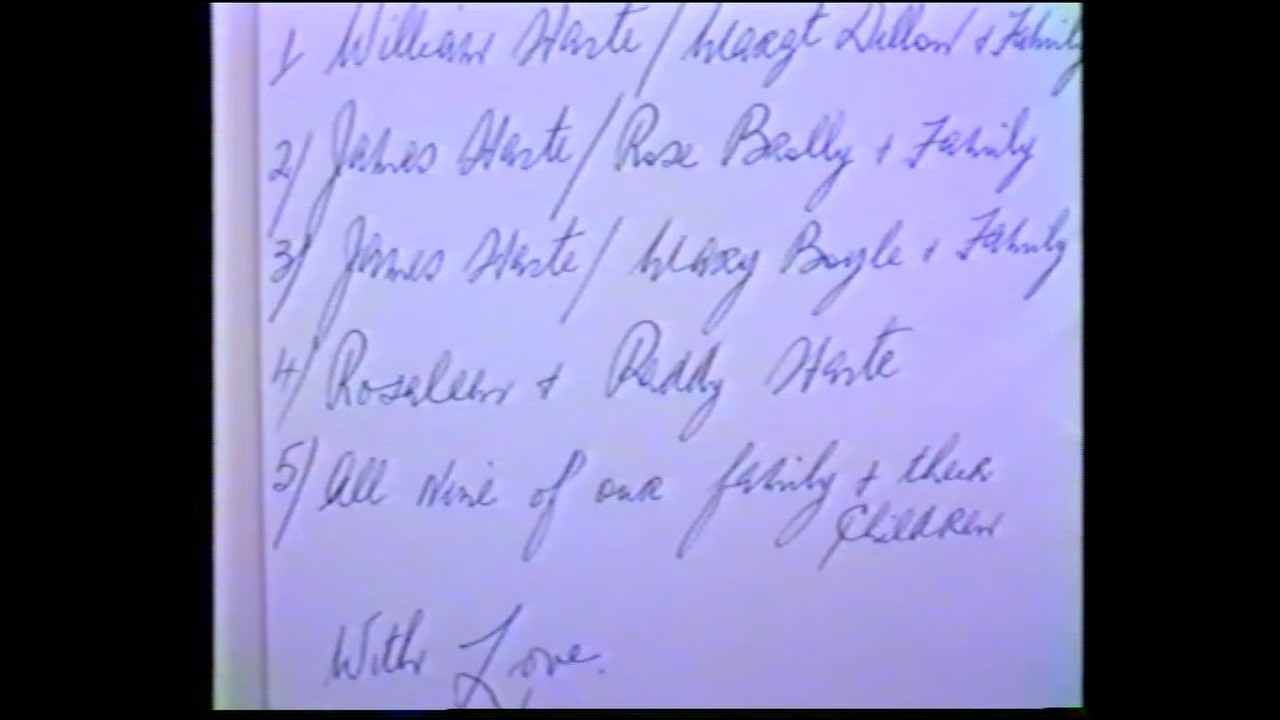 1 William Harte / Margt Dillon + Family
2/ James Harte / Rose Brolly + Family
3/ James Harte / Mary Boyle + Family
4/ Rosaleen + Paddy Harte
5/ All Nine of our family + their
Children
With Love.